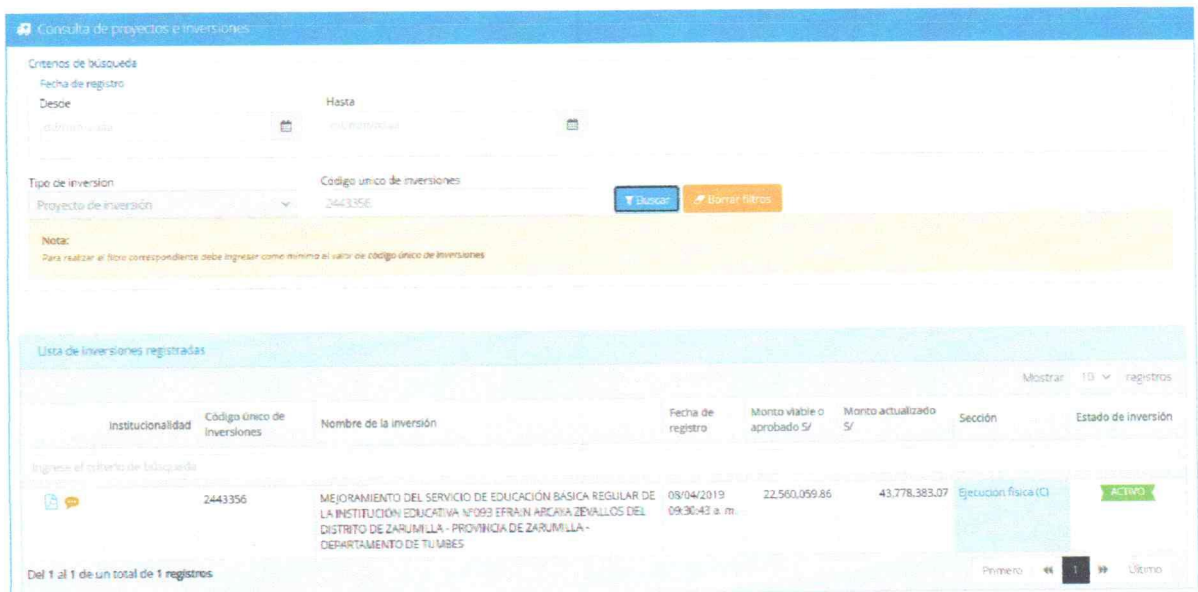 Consulta de proyectos e inversiones
Criterios de búsqueda
Fecha de registro
Desde Hasta
Tipo de inversión Código único de inversiones
Proyecto de inversión 2443356 Buscar Borrar filtros
Nota:
Para realizar el filtro correspondiente debe ingresar como mínimo el valor de código único de inversiones
Lista de inversiones registradas
Mostrar 10 registros
Institucionalidad Código único de inversiones Nombre de la inversión Fecha de registro Monto viable o aprobado S/ Monto actualizado S/ Sección Estado de inversión
Ingrese el criterio de búsqueda
2443356 MEJORAMIENTO DEL SERVICIO DE EDUCACIÓN BÁSICA REGULAR DE 08/04/2019 22,560,059.86 43,778,383.07 Ejecución física (C) ACTIVO
LA INSTITUCIÓN EDUCATIVA N°093 EFRAIN ARCAYA ZEVALLOS DEL 09:30:43 a. m.
DISTRITO DE ZARUMILLA - PROVINCIA DE ZARUMILLA -
DEPARTAMENTO DE TUMBES
Del 1 al 1 de un total de 1 registros Primero 1 Último